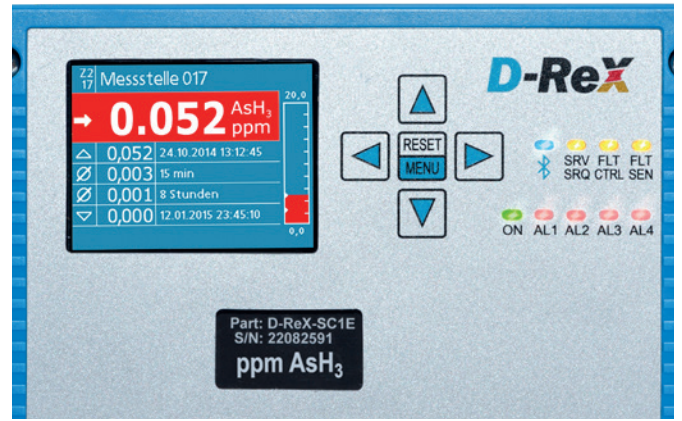 Z2
17
Messstelle 017
20,0
0.052 AsH₃
ppm
0,052 24.10.2014 13:12:45
0,003 15 min
0,001 8 Stunden
0,000 12.01.2015 23:45:10
0,0
RESET
MENU
D-ReX
SRV FLT FLT
SRQ CTRL SEN
ON AL1 AL2 AL3 AL4
Part: D-ReX-SC1E
S/N: 22082591
ppm AsH₃